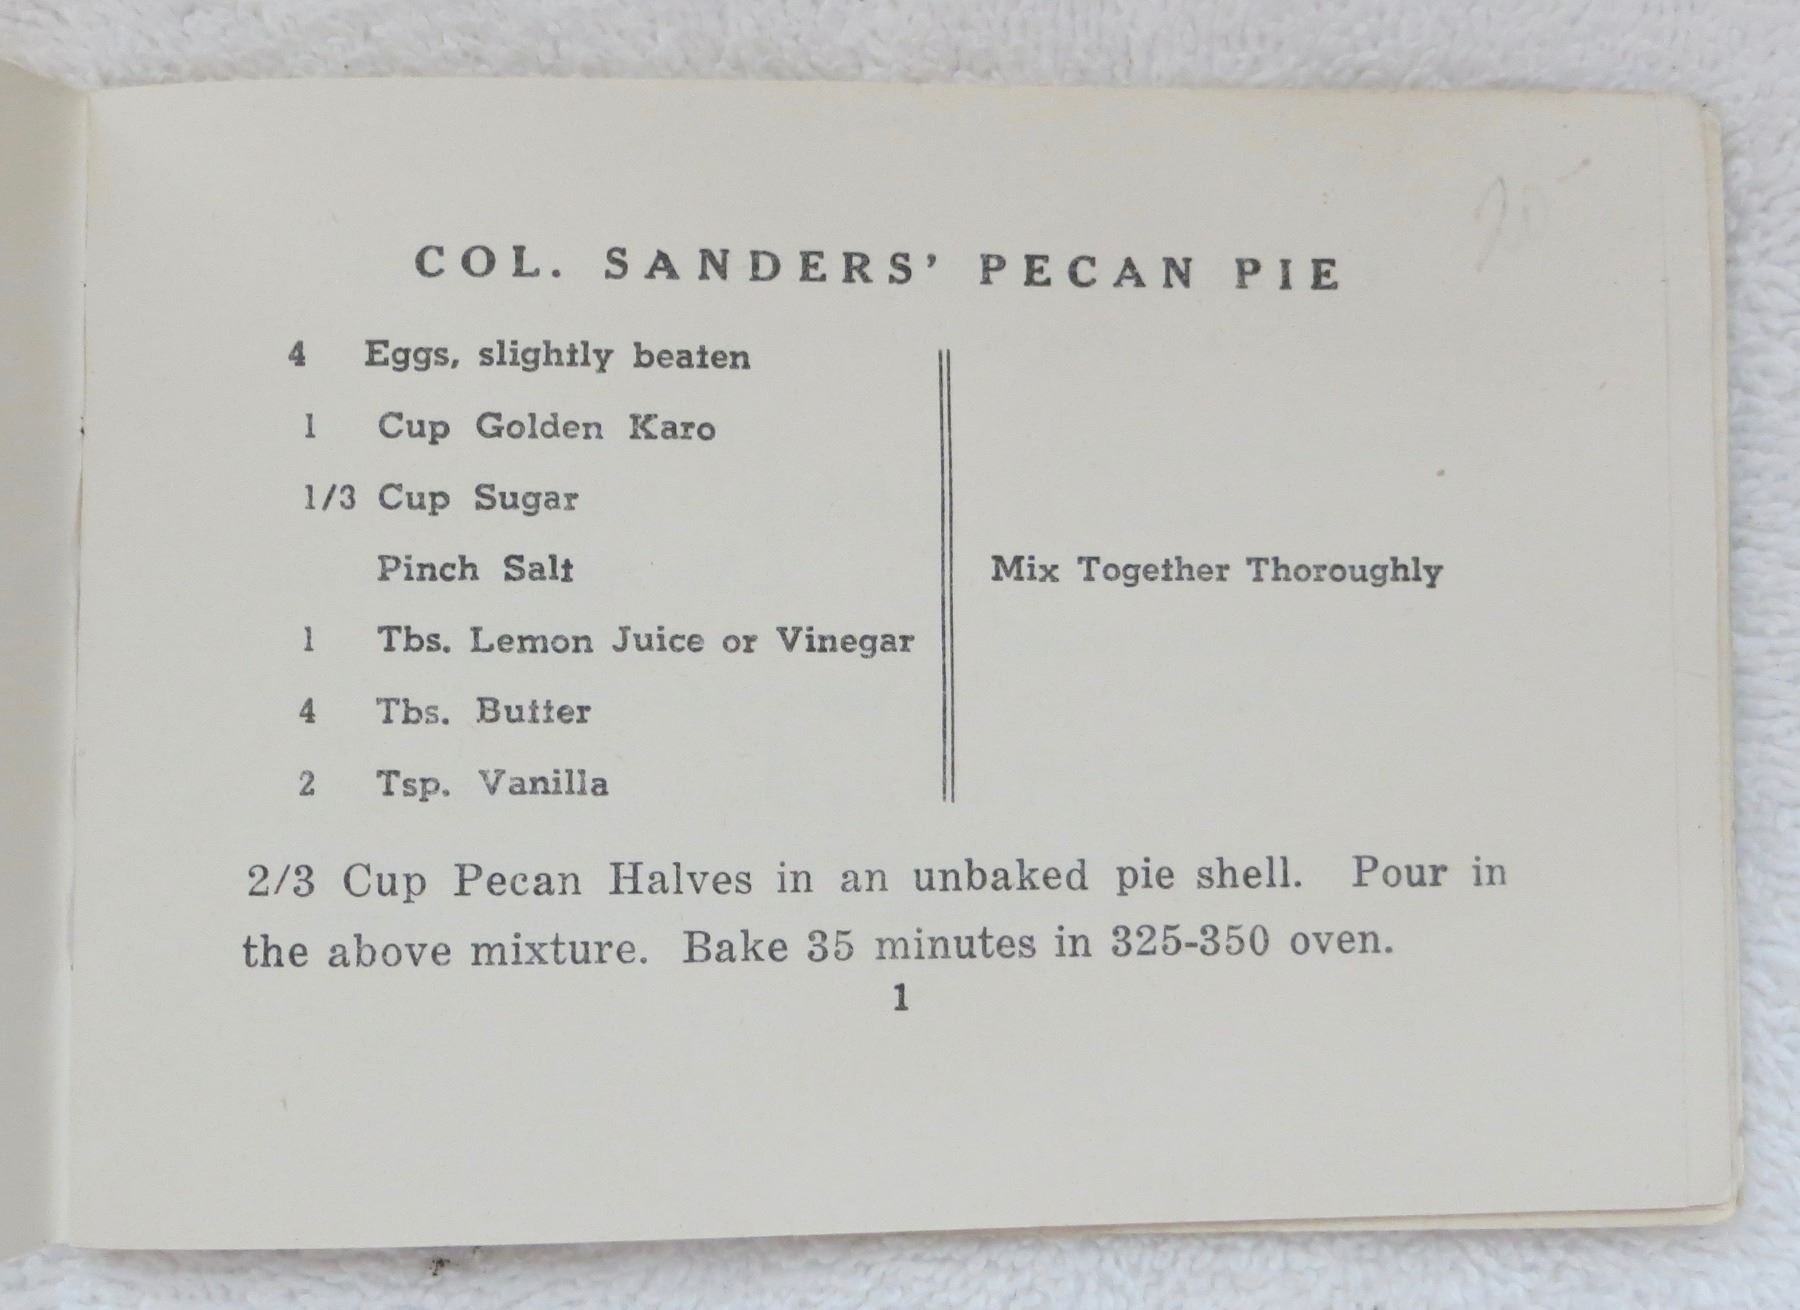 COL. SANDERS' PECAN PIE
4 Eggs, slightly beaten
1 Cup Golden Karo
1/3 Cup Sugar
Pinch Salt
Mix Together Thoroughly
1 Tbs. Lemon Juice or Vinegar
4 Tbs. Butter
2 Tsp. Vanilla
2/3 Cup Pecan Halves in an unbaked pie shell. Pour in
the above mixture. Bake 35 minutes in 325-350 oven.
1